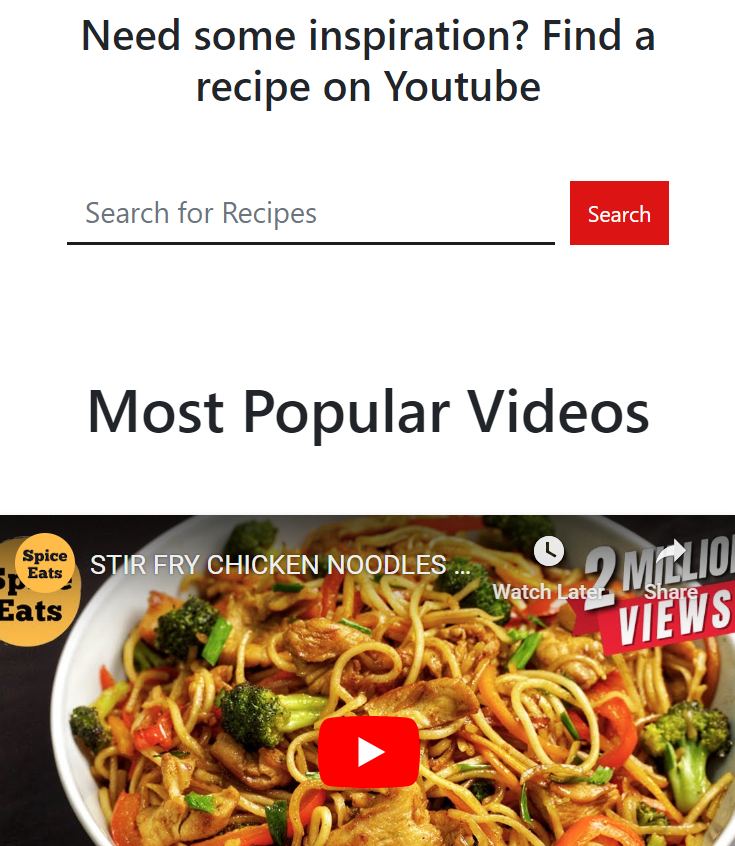 Need some inspiration? Find a
recipe on Youtube
Search for Recipes
Search
Most Popular Videos
Spice
Eats
Eats
STIR FRY CHICKEN NOODLES ...
Watch Later
Share
2 MILLION
VIEWS